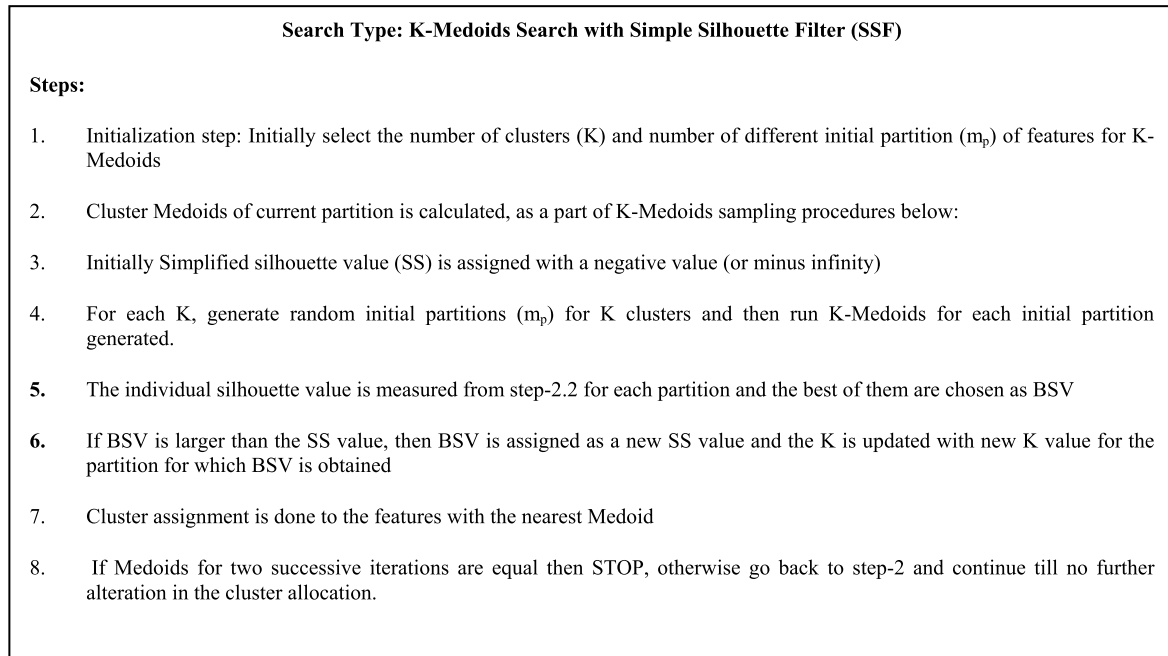 Search Type: K-Medoids Search with Simple Silhouette Filter (SSF)
Steps:
1. Initialization step: Initially select the number of clusters (K) and number of different initial partition (mp) of features for K-
Medoids
2. Cluster Medoids of current partition is calculated, as a part of K-Medoids sampling procedures below:
3. Initially Simplified silhouette value (SS) is assigned with a negative value (or minus infinity)
4. For each K, generate random initial partitions (mp) for K clusters and then run K-Medoids for each initial partition
generated.
5. The individual silhouette value is measured from step-2.2 for each partition and the best of them are chosen as BSV
6. If BSV is larger than the SS value, then BSV is assigned as a new SS value and the K is updated with new K value for the
partition for which BSV is obtained
7. Cluster assignment is done to the features with the nearest Medoid
8. If Medoids for two successive iterations are equal then STOP, otherwise go back to step-2 and continue till no further
alteration in the cluster allocation.